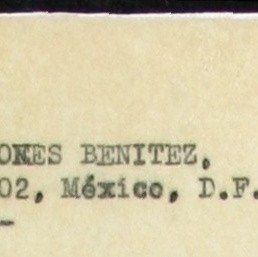 ONES BENITEZ,
02, México, D.F.